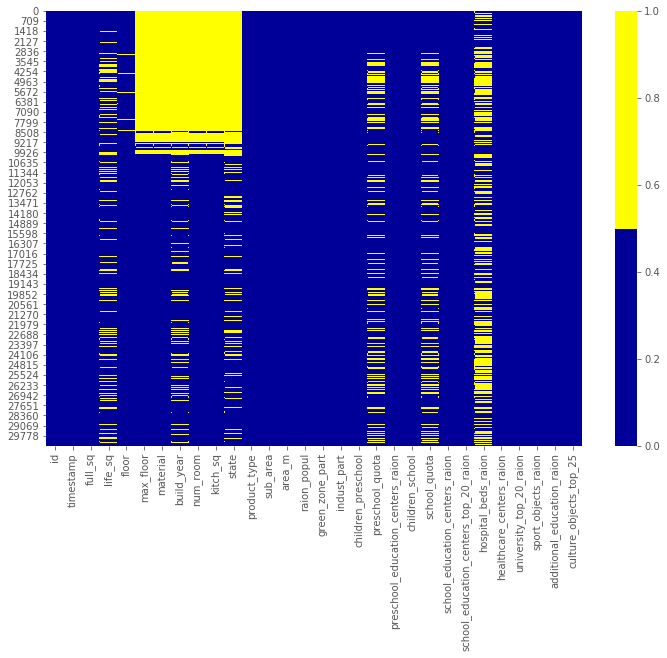 0
709
1418
2127
2836
3545
4254
4963
5672
6381
7090
7799
8508
9217
9926
10635
11344
12053
12762
13471
14180
14889
15598
16307
17016
17725
18434
19143
19852
20561
21270
21979
22688
23397
24106
24815
25524
26233
26942
27651
28360
29069
29778
id
timestamp
full_sq
life_sq
floor
max_floor
material
build_year
num_room
kitch_sq
state
product_type
sub_area
area_m
raion_popul
green_zone_part
indust_part
children_preschool
preschool_quota
preschool_education_centers_raion
children_school
school_quota
school_education_centers_raion
school_education_centers_top_20_raion
hospital_beds_raion
healthcare_centers_raion
university_top_20_raion
sport_objects_raion
additional_education_raion
culture_objects_top_25
1.0
0.8
0.6
0.4
0.2
0.0